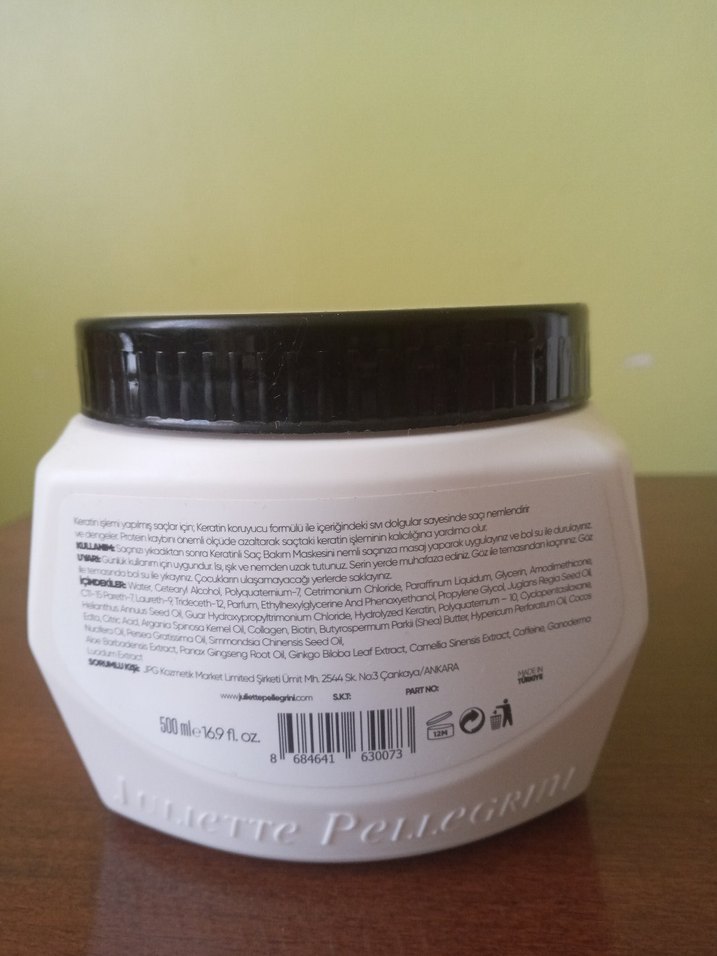 Keratin işlemi yapılmış saçlar için; Keratin koruyucu formülü ile içeriğindeki sıvı dolgular sayesinde saçı nemlendirir
ve dengeler. Protein kaybını önemli ölçüde azaltarak saçtaki keratin işleminin kalıcılığına yardımcı olur.
KULLANIM: Saçınızı yıkadıktan sonra Keratinli Saç Bakım Maskesini nemli saçınıza masaj yaparak uygulayınız ve bol su ile durulayınız.
UYARI: Günlük kullanım için uygundur. Isı, ışık ve nemden uzak tutunuz. Serin yerde muhafaza ediniz. Göz ile temasından kaçınınız. Göz
ile temasında bol su ile yıkayınız. Çocukların ulaşamayacağı yerlerde saklayınız.
İÇİNDEKİLER: Water, Cetearyl Alcohol, Polyquaternium-7, Cetrimonium Chloride, Paraffinum Liquidum, Glycerin, Amodimethicone,
C11-15 Pareth-7, Laureth-9, Trideceth-12, Parfum, Ethylhexylglycerine And Phenoxyethanol, Propylene Glycol, Juglans Regia Seed Oil,
Helianthus Annuus Seed Oil, Guar Hydroxypropyltrimonium Chloride, Hydrolyzed Keratin, Polyquaternium - 10, Cyclopentasiloxane,
Edta, Citric Acid, Argania Spinosa Kernel Oil, Collagen, Biotin, Butyrospermum Parkii (Shea) Butter, Hypericum Perforatum Oil, Cocos
Nucifera Oil, Persea Gratissima Oil, Simmondsia Chinensis Seed Oil,
Aloe Barbadensis Extract, Panax Gingseng Root Oil, Ginkgo Biloba Leaf Extract, Camellia Sinensis Extract, Caffeine, Ganoderma
Lucidum Extract
SORUMLU KİŞİ: JPG Kozmetik Market Limited Şirketi Ümit Mh. 2544 Sk. No:3 Çankaya/ANKARA
www.juliettepellegrini.com S.K.T: PART NO:
MADE IN
TÜRKİYE
500 ml e 16.9 fl. oz.
12M
8 684641 630073
JULIETTE PELLEGRINI